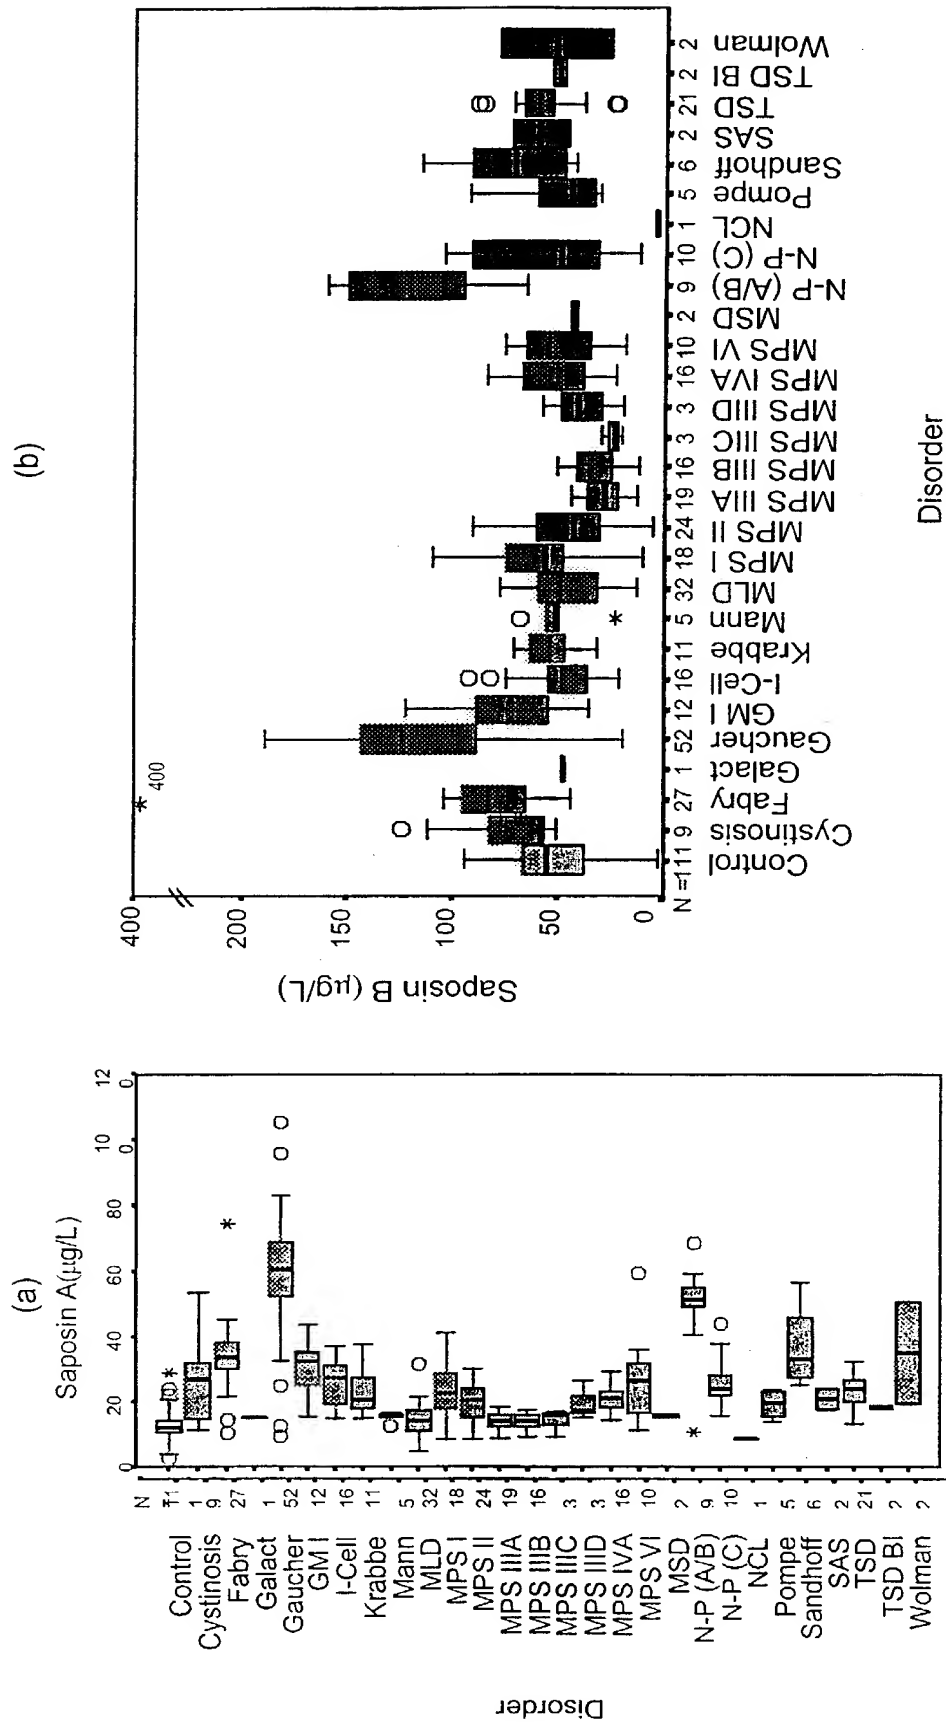 (a)
Saposin A(µg/L)
0 20 40 60 80 10
0 12
0
N
11
1
9
27
1
52
12
16
11
5
32
18
24
19
16
3
3
16
10
?
9
10
1
5
6
2
21
?
?
Control
Cystinosis
Fabry
Galact
Gaucher
GM I
I-Cell
Krabbe
Mann
MLD
MPS I
MPS II
MPS IIIA
MPS IIIB
MPS IIIC
MPS IIID
MPS IVA
MPS VI
MSD
N-P (A/B)
N-P (C)
NCL
Pompe
Sandhoff
SAS
TSD
TSD BI
Wolman
Disorder
(b)
Saposin B (µg/L)
400
200
150
100
50
0
400
N =111 9 27 1 52 12 16 11 5 32 18 24 19 16 3 3 16 10 2 9 10 1 5 6 2 21 2 2
Control
Cystinosis
Fabry
Galact
Gaucher
GM I
I-Cell
Krabbe
Mann
MLD
MPS I
MPS II
MPS IIIA
MPS IIIB
MPS IIIC
MPS IIID
MPS IVA
MPS VI
MSD
N-P (A/B)
N-P (C)
NCL
Pompe
Sandhoff
SAS
TSD
TSD BI
Wolman
Disorder